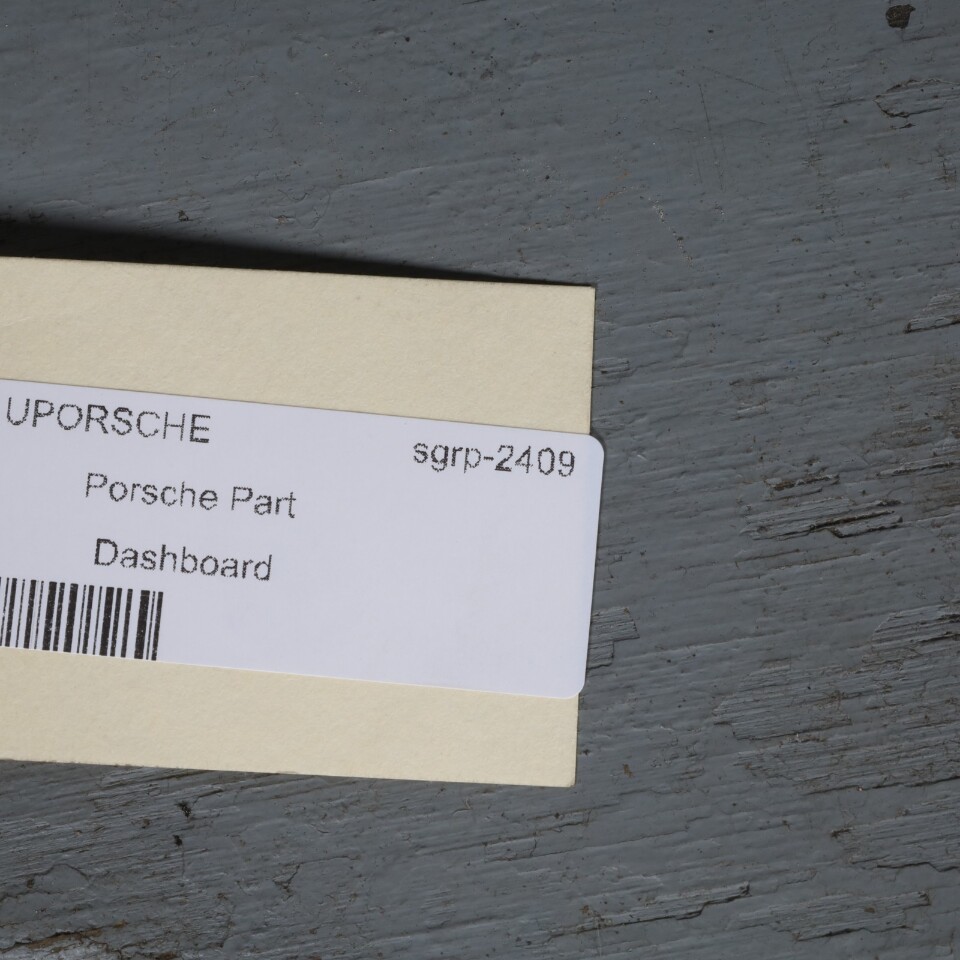 UPORSCHE
sgrp-2409
Porsche Part
Dashboard